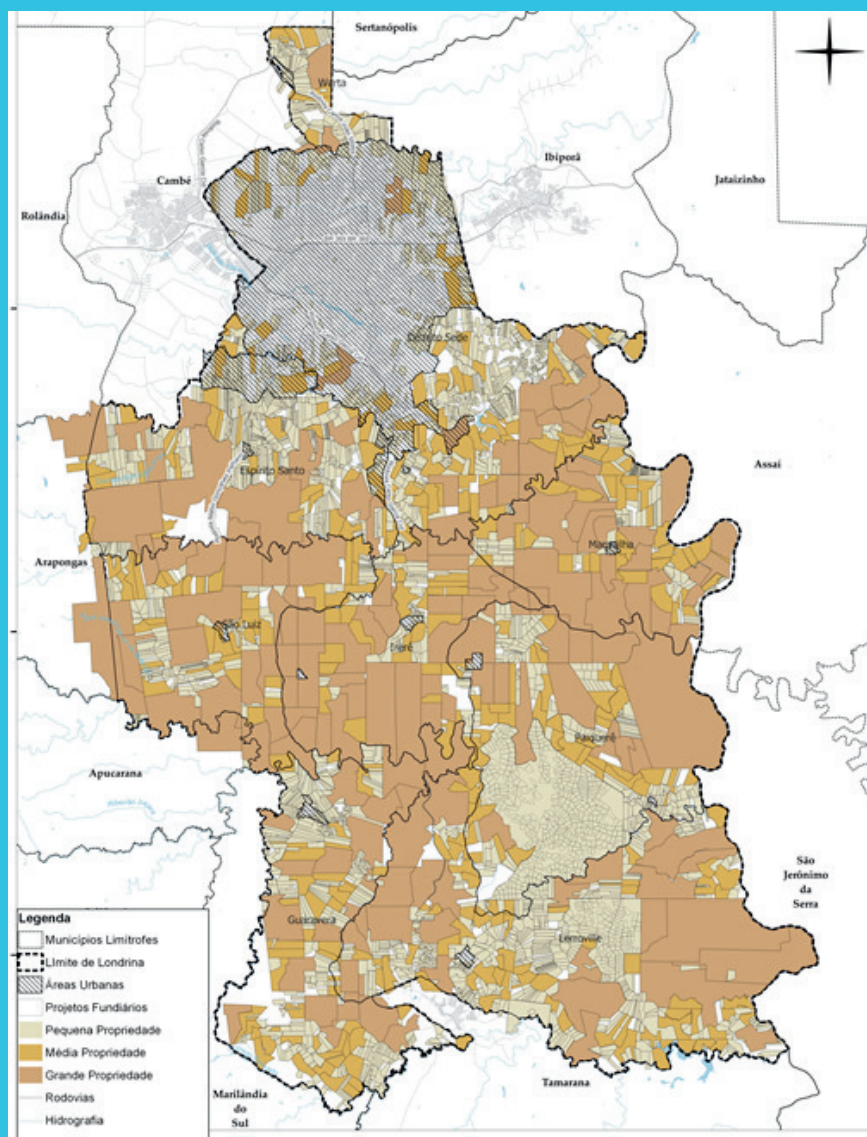 Sertanópolis
Warta
Ibiporã
Cambé
Jataizinho
Rolândia
Distrito Sede
Espírito Santo
Assaí
Maravilha
Arapongas
São Luiz
Irerê
Paiquerê
Apucarana
São
Jerônimo
da
Serra
Guaravera
Lerroville
Legenda
Municípios Limítrofes
LImite de Londrina
Áreas Urbanas
Projetos Fundiários
Pequena Propriedade
Média Propriedade
Grande Propriedade
Rodovias
Hidrografia
Tamarana
Marilândia
do
Sul